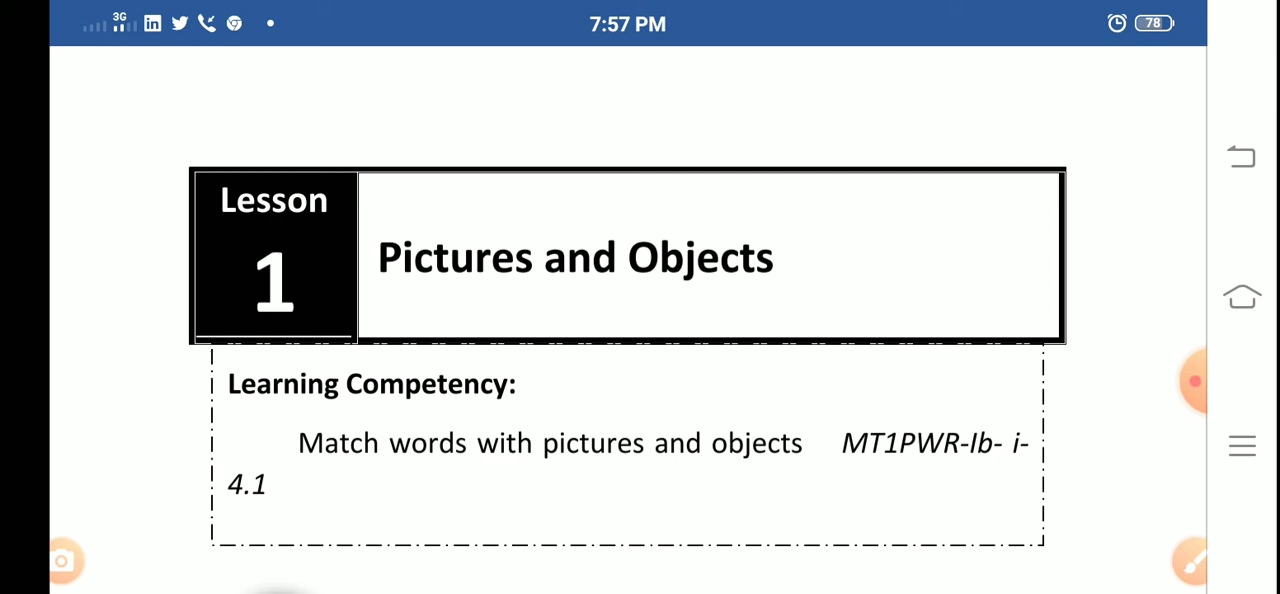 3G 7:57 PM 78
Lesson
1
Pictures and Objects
Learning Competency:
Match words with pictures and objects MT1PWR-Ib- i-
4.1